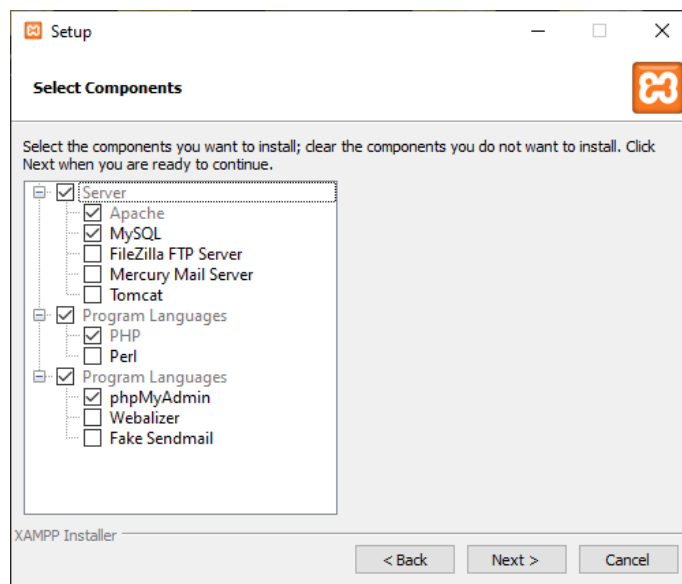 Setup
Select Components
Select the components you want to install; clear the components you do not want to install. Click
Next when you are ready to continue.
Server
Apache
MySQL
FileZilla FTP Server
Mercury Mail Server
Tomcat
Program Languages
PHP
Perl
Program Languages
phpMyAdmin
Webalizer
Fake Sendmail
XAMPP Installer
< Back
Next >
Cancel